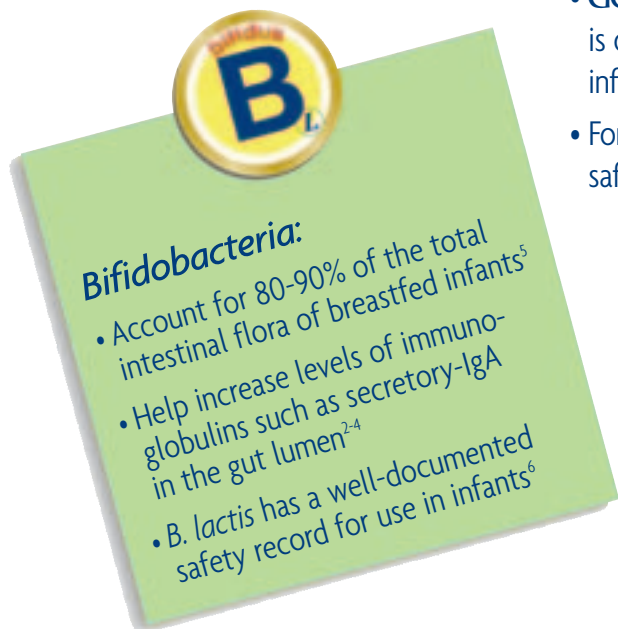 bifidus
B
L
is
inf
• For
saf
Bifidobacteria:
• Account for 80-90% of the total
intestinal flora of breastfed infants⁵
• Help increase levels of immuno-
globulins such as secretory-IgA
in the gut lumen²⁻⁴
• B. lactis has a well-documented
safety record for use in infants⁶